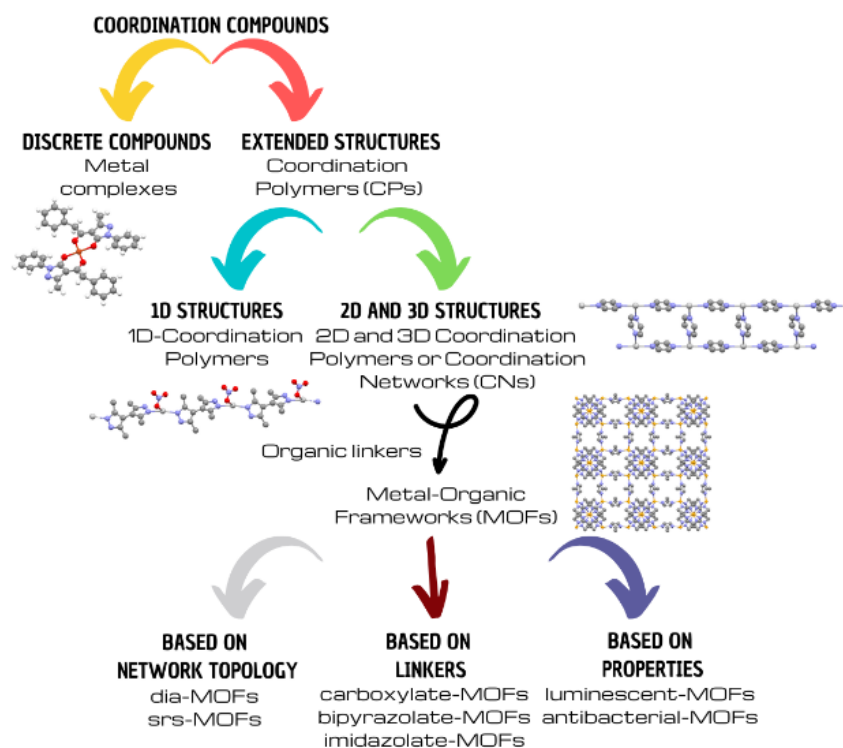 COORDINATION COMPOUNDS
DISCRETE COMPOUNDS
Metal
complexes
EXTENDED STRUCTURES
Coordination
Polymers (CPs)
1D STRUCTURES
1D-Coordination
Polymers
2D AND 3D STRUCTURES
2D and 3D Coordination
Polymers or Coordination
Networks (CNs)
Organic linkers
Metal-Organic
Frameworks (MOFs)
BASED ON
NETWORK TOPOLOGY
dia-MOFs
srs-MOFs
BASED ON
LINKERS
carboxylate-MOFs
bipyrazolate-MOFs
imidazolate-MOFs
BASED ON
PROPERTIES
luminescent-MOFs
antibacterial-MOFs